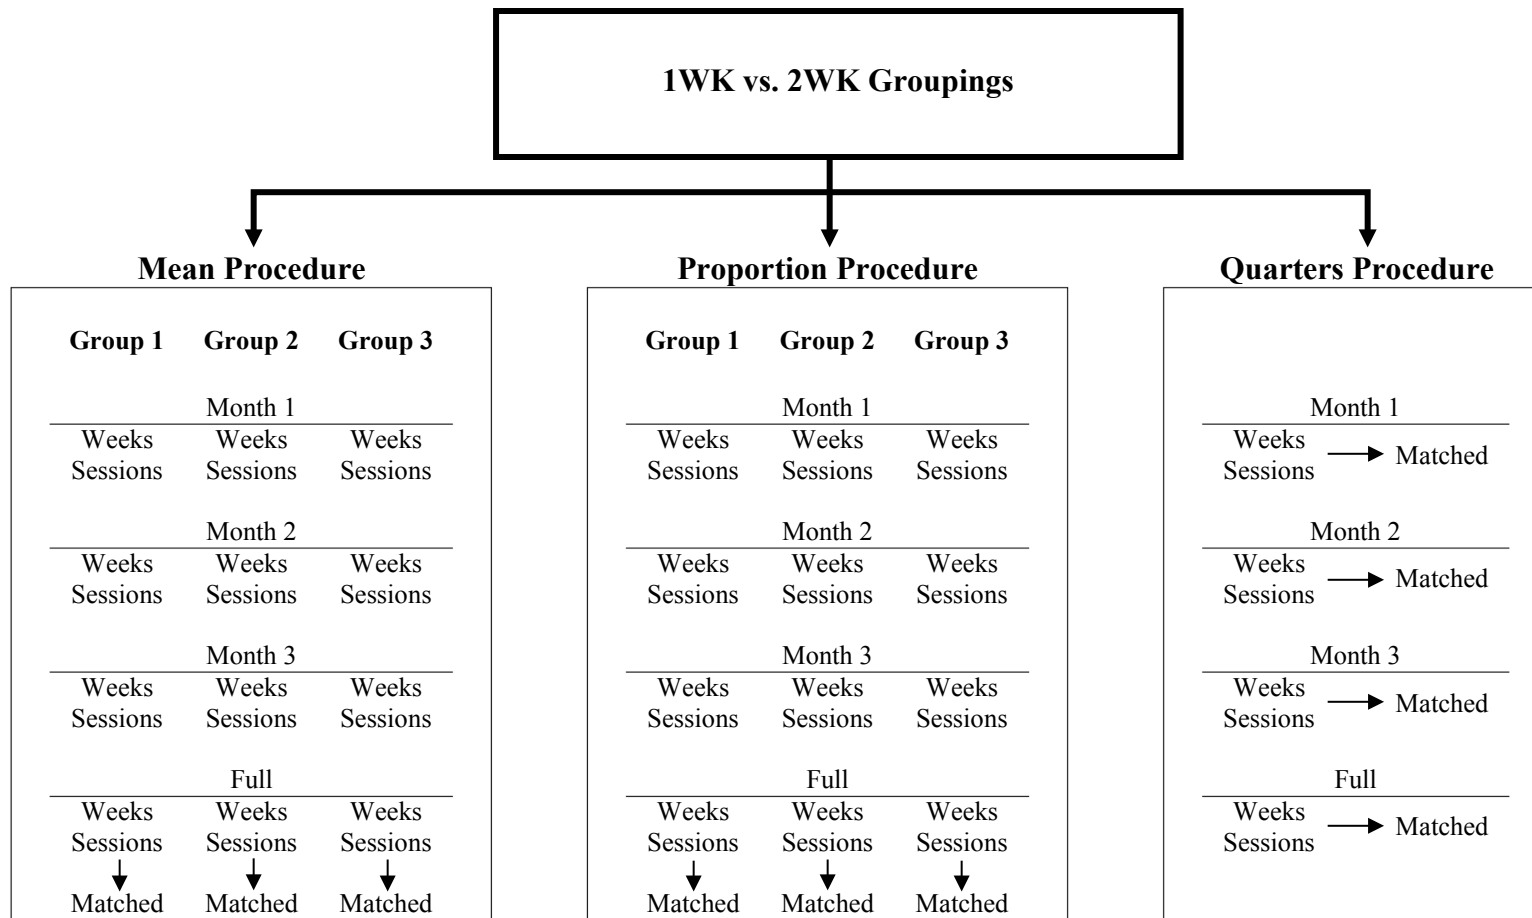 1WK vs. 2WK Groupings
Mean Procedure
Group 1 Group 2 Group 3
Month 1
Weeks Weeks Weeks
Sessions Sessions Sessions
Month 2
Weeks Weeks Weeks
Sessions Sessions Sessions
Month 3
Weeks Weeks Weeks
Sessions Sessions Sessions
Full
Weeks Weeks Weeks
Sessions Sessions Sessions
Matched Matched Matched
Proportion Procedure
Group 1 Group 2 Group 3
Month 1
Weeks Weeks Weeks
Sessions Sessions Sessions
Month 2
Weeks Weeks Weeks
Sessions Sessions Sessions
Month 3
Weeks Weeks Weeks
Sessions Sessions Sessions
Full
Weeks Weeks Weeks
Sessions Sessions Sessions
Matched Matched Matched
Quarters Procedure
Month 1
Weeks
Sessions
Matched
Month 2
Weeks
Sessions
Matched
Month 3
Weeks
Sessions
Matched
Full
Weeks
Sessions
Matched